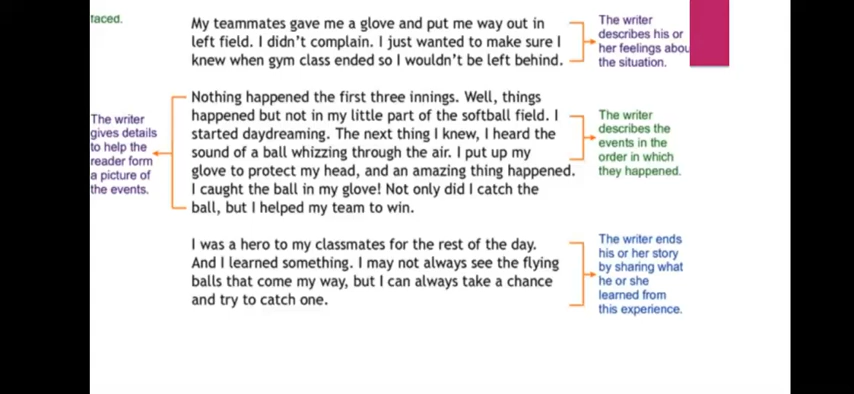 faced.
My teammates gave me a glove and put me way out in
left field. I didn't complain. I just wanted to make sure I
knew when gym class ended so I wouldn't be left behind.
The writer
describes his or
her feelings abou
the situation.
Nothing happened the first three innings. Well, things
happened but not in my little part of the softball field. I
started daydreaming. The next thing I knew, I heard the
sound of a ball whizzing through the air. I put up my
glove to protect my head, and an amazing thing happened.
I caught the ball in my glove! Not only did I catch the
ball, but I helped my team to win.
The writer
gives details
to help the
reader form
a picture of
the events.
The writer
describes the
events in the
order in which
they happened.
I was a hero to my classmates for the rest of the day.
And I learned something. I may not always see the flying
balls that come my way, but I can always take a chance
and try to catch one.
The writer ends
his or her story
by sharing what
he or she
learned from
this experience.